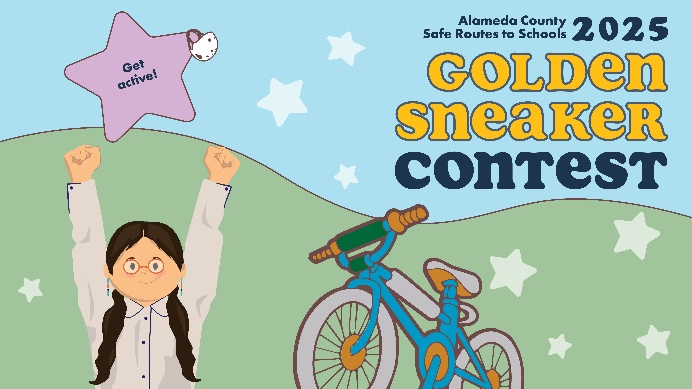 Get
active!
Alameda County
Safe Routes to Schools 2025
GOLDEN
SNEAKER
CONTEST